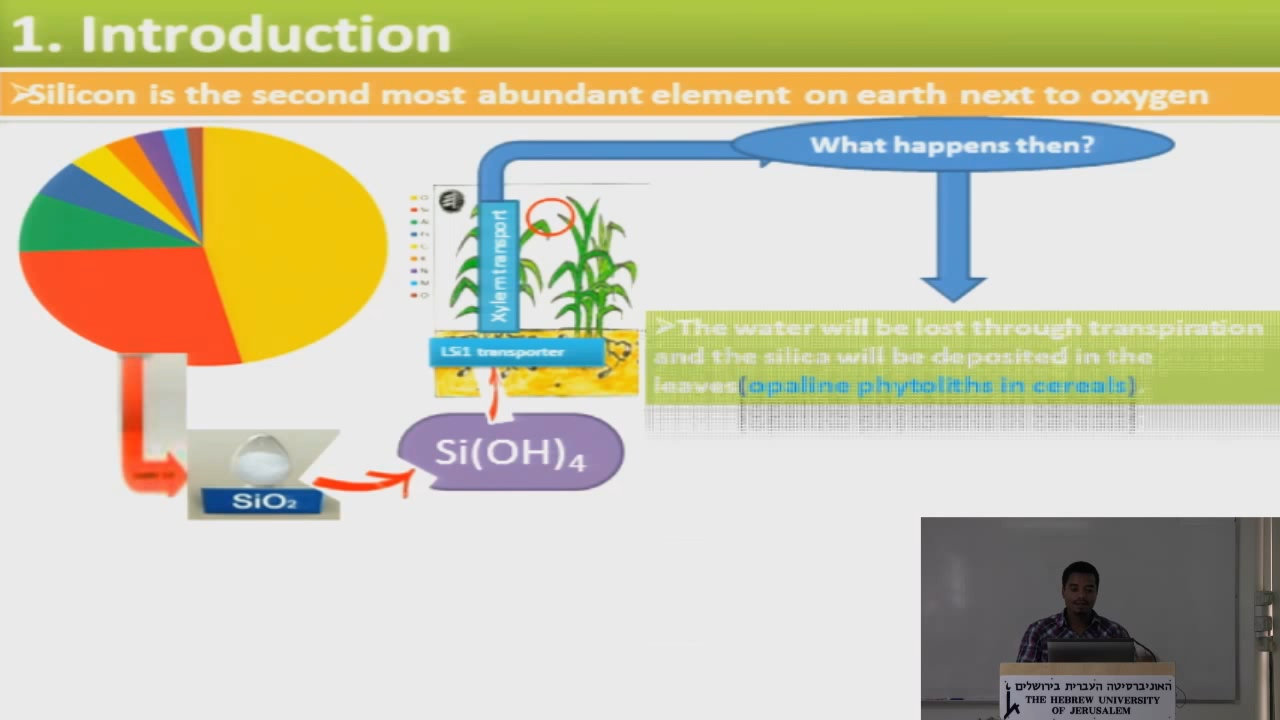 1. Introduction
➢Silicon is the second most abundant element on earth next to oxygen
What happens then?
Xylem transport
LSi1 transporter
➢The water will be lost through transpiration
and the silica will be deposited in the
leaves(opaline phytoliths in cereals).
Si(OH)4
SiO2
האוניברסיטה העברית בירושלים
THE HEBREW UNIVERSITY
OF JERUSALEM